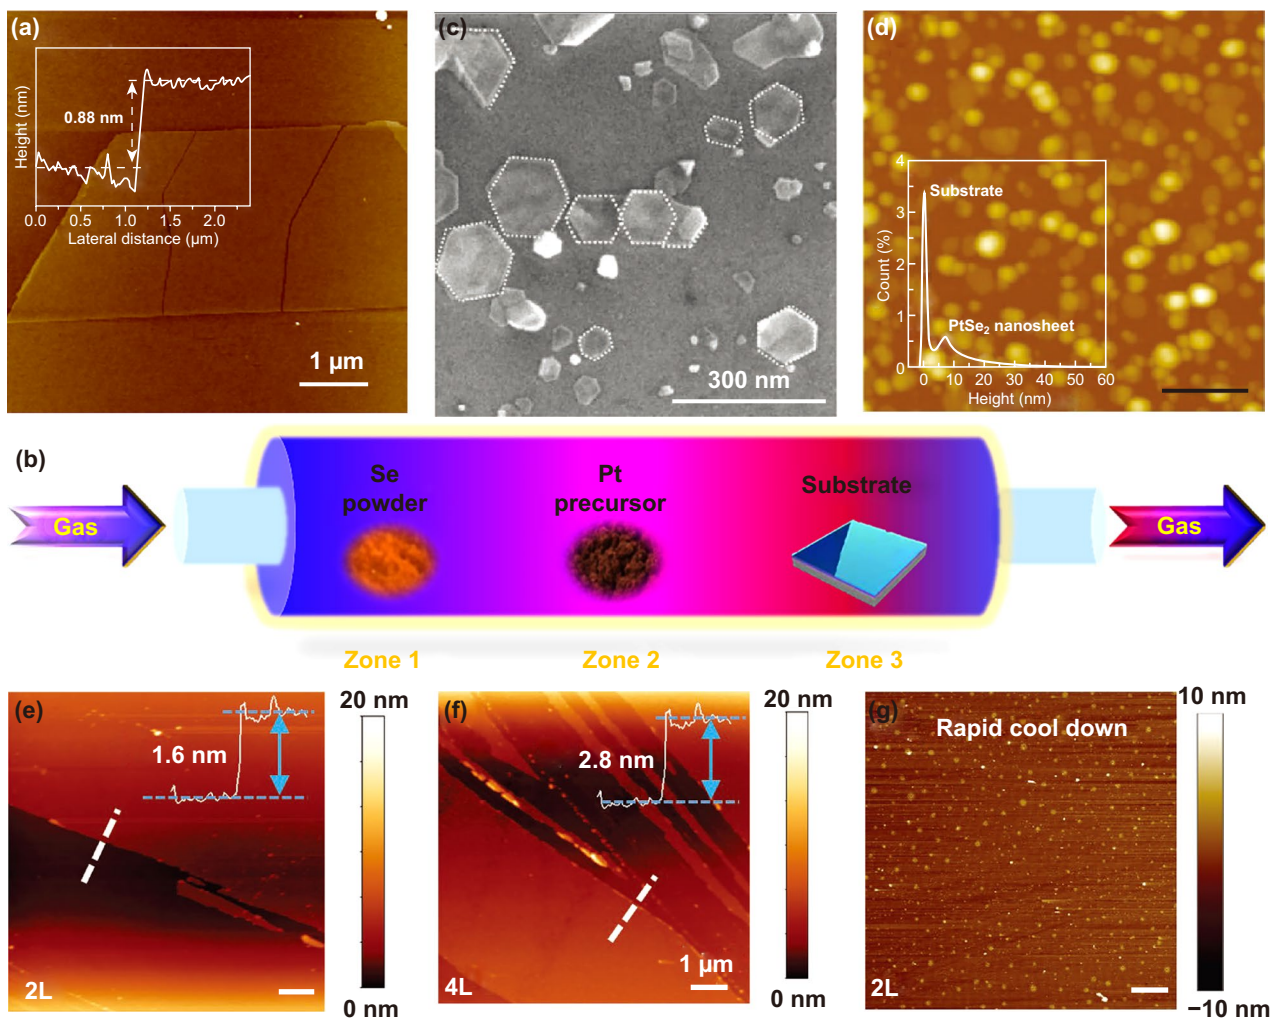 (a)
Height (nm)
0.88 nm
0.0 0.5 1.0 1.5 2.0
Lateral distance (μm)
1 μm
(c)
300 nm
(d)
Count (%)
4
3
2
1
0
Substrate
PtSe₂ nanosheet
0 10 20 30 40 50 60
Height (nm)
(b)
Gas
Se
powder
Pt
precursor
Substrate
Gas
Zone 1
Zone 2
Zone 3
(e)
1.6 nm
2L
20 nm
0 nm
(f)
2.8 nm
1 μm
4L
20 nm
0 nm
(g)
Rapid cool down
2L
10 nm
−10 nm